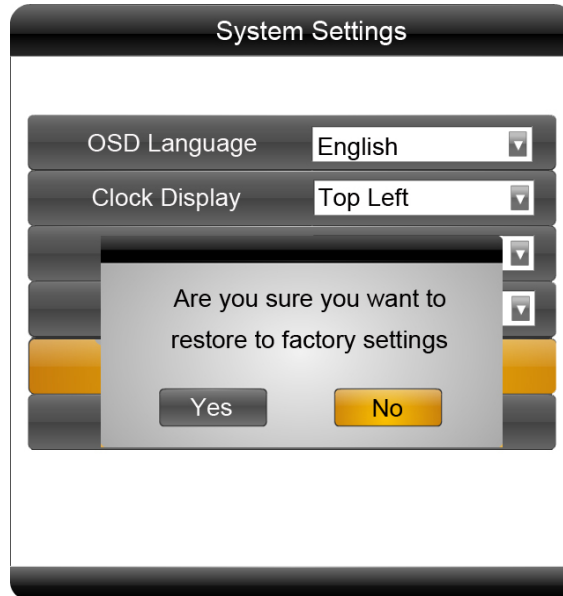 System Settings
OSD Language English
Clock Display Top Left
Are you sure you want to
restore to factory settings
Yes No